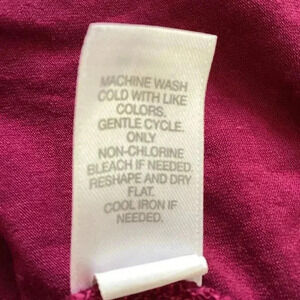 MACHINE WASH
COLD WITH LIKE
COLORS.
GENTLE CYCLE.
ONLY
NON-CHLORINE
BLEACH IF NEEDED.
RESHAPE AND DRY
FLAT.
COOL IRON IF
NEEDED.